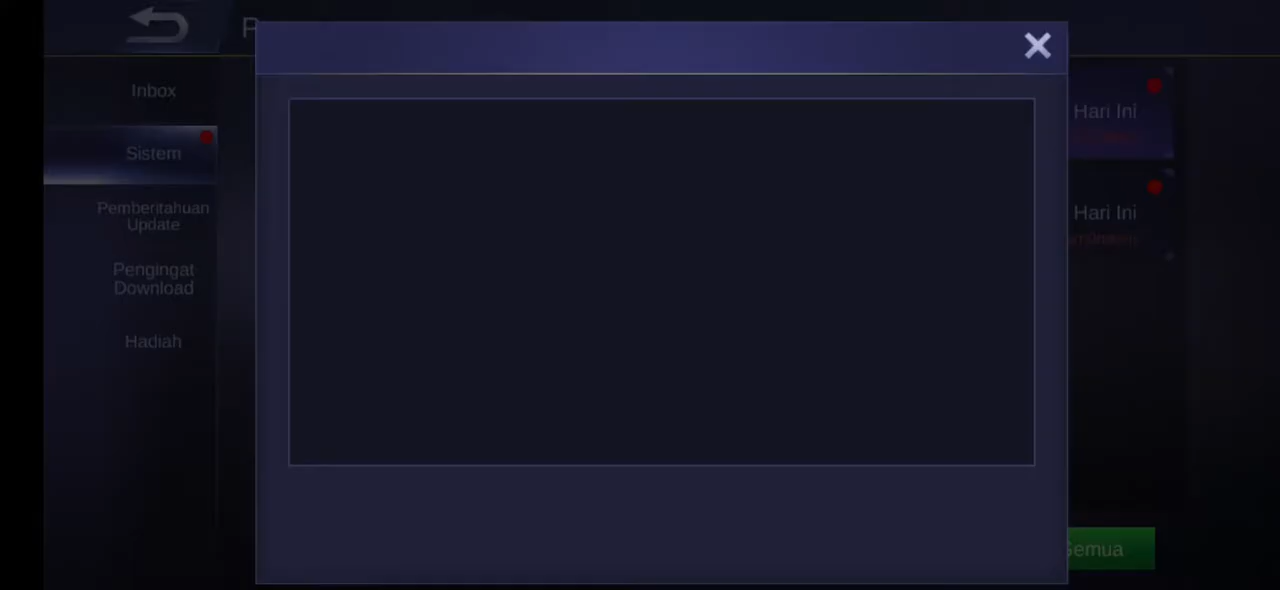 P
Inbox
Hari Ini
Sistem
Pemberitahuan
Update
Hari Ini
Pengingat
Download
Hadiah
Semua